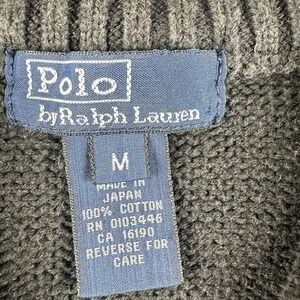 Polo
by Ralph Lauren
M
MADE IN
JAPAN
100% COTTON
RN 0103446
CA 16190
REVERSE FOR
CARE